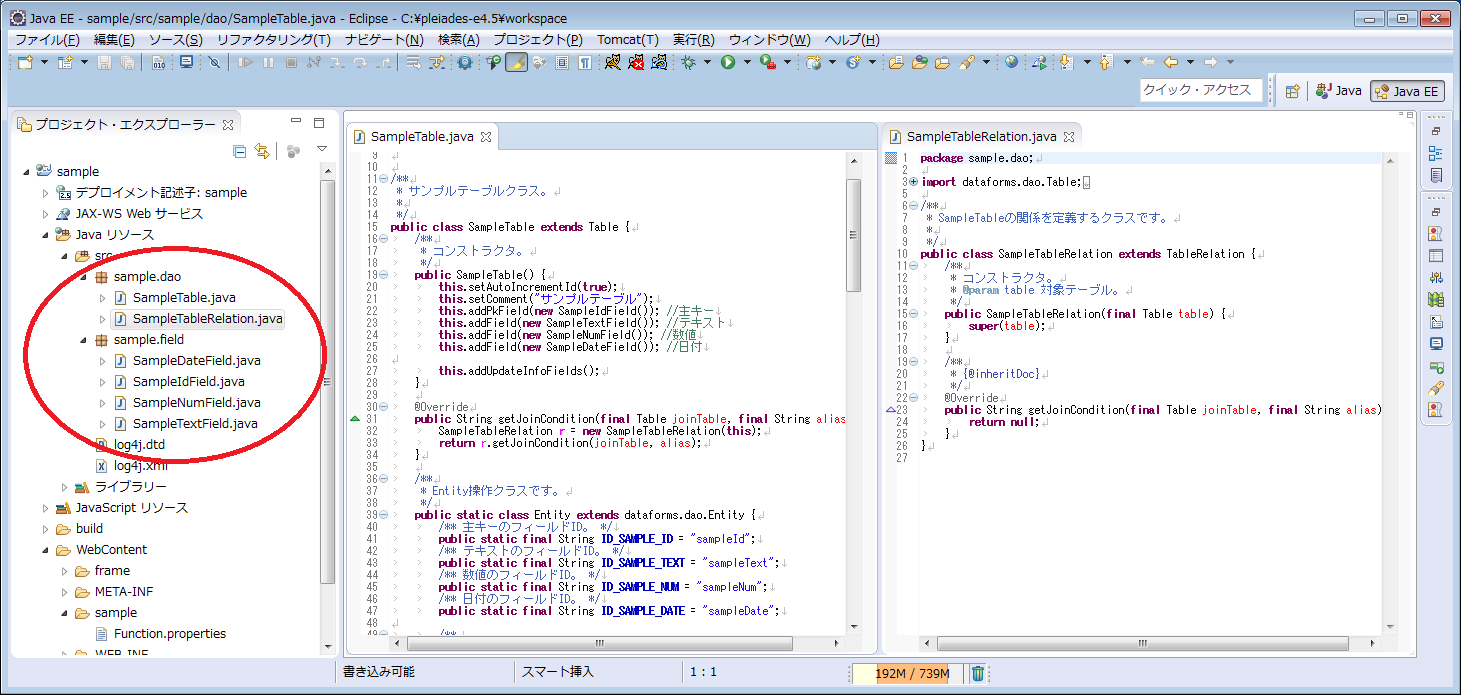 Java EE - sample/src/sample/dao/SampleTable.java - Eclipse - C:¥pleiades-e4.5¥workspace
ファイル(F) 編集(E) ソース(S) リファクタリング(T) ナビゲート(N) 検索(A) プロジェクト(P) Tomcat(T) 実行(R) ウィンドウ(W) ヘルプ(H)
クイック・アクセス Java Java EE
プロジェクト・エクスプローラー
sample
デプロイメント記述子: sample
JAX-WS Web サービス
Java リソース
src
sample.dao
SampleTable.java
SampleTableRelation.java
sample.field
SampleDateField.java
SampleIdField.java
SampleNumField.java
SampleTextField.java
log4j.dtd
log4j.xml
ライブラリー
JavaScript リソース
build
WebContent
frame
META-INF
sample
Function.properties
WEB-INF
SampleTable.java
9
10
11 /**
12 * サンプルテーブルクラス。
13 *
14 */
15 public class SampleTable extends Table {
16 /**
17 * コンストラクタ。
18 */
19 public SampleTable() {
20 this.setAutoIncrementId(true);
21 this.setComment("サンプルテーブル");
22 this.addPkField(new SampleIdField()); //主キー
23 this.addField(new SampleTextField()); //テキスト
24 this.addField(new SampleNumField()); //数値
25 this.addField(new SampleDateField()); //日付
26
27 this.addUpdateInfoFields();
28 }
29
30 @Override
31 public String getJoinCondition(final Table joinTable, final String alias
32 SampleTableRelation r = new SampleTableRelation(this);
33 return r.getJoinCondition(joinTable, alias);
34 }
35
36 /**
37 * Entity操作クラスです。
38 */
39 public static class Entity extends dataforms.dao.Entity {
40 /** 主キーのフィールドID。 */
41 public static final String ID_SAMPLE_ID = "sampleId";
42 /** テキストのフィールドID。 */
43 public static final String ID_SAMPLE_TEXT = "sampleText";
44 /** 数値のフィールドID。 */
45 public static final String ID_SAMPLE_NUM = "sampleNum";
46 /** 日付のフィールドID。 */
47 public static final String ID_SAMPLE_DATE = "sampleDate";
48
49 /**
SampleTableRelation.java
1 package sample.dao;
2
3 import dataforms.dao.Table;
5
6 /**
7 * SampleTableの関係を定義するクラスです。
8 *
9 */
10 public class SampleTableRelation extends TableRelation {
11 /**
12 * コンストラクタ。
13 * @param table 対象テーブル。
14 */
15 public SampleTableRelation(final Table table) {
16 super(table);
17 }
18
19 /**
20 * {@inheritDoc}
21 */
22 @Override
23 public String getJoinCondition(final Table joinTable, final String alias)
24 return null;
25 }
26 }
27
書き込み可能 スマート挿入 1 : 1 192M / 739M